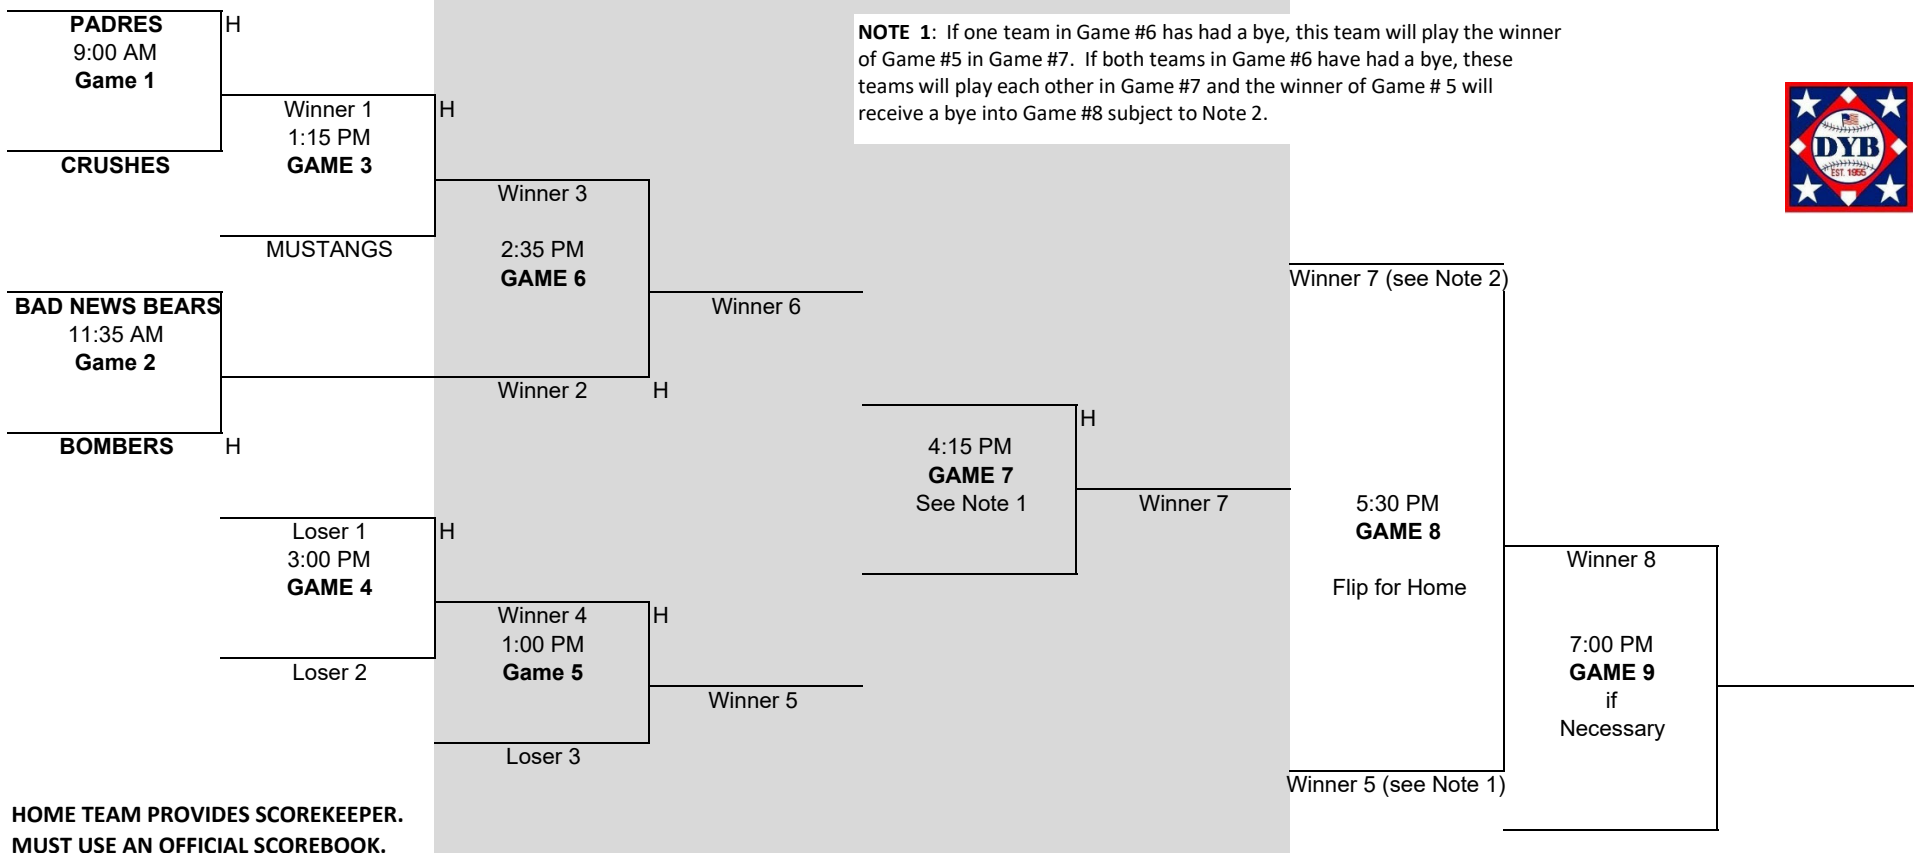 PADRES
H
9:00 AM
Game 1
CRUSHES
Winner 1
H
1:15 PM
GAME 3
MUSTANGS
BAD NEWS BEARS
11:35 AM
Game 2
BOMBERS
H
Winner 3
2:35 PM
GAME 6
Winner 2
H
Winner 6
Loser 1
H
3:00 PM
GAME 4
Loser 2
Winner 4
H
1:00 PM
Game 5
Loser 3
Winner 5
NOTE 1: If one team in Game #6 has had a bye, this team will play the winner
of Game #5 in Game #7. If both teams in Game #6 have had a bye, these
teams will play each other in Game #7 and the winner of Game # 5 will
receive a bye into Game #8 subject to Note 2.
H
4:15 PM
GAME 7
See Note 1
Winner 7
Winner 7 (see Note 2)
5:30 PM
GAME 8
Flip for Home
Winner 5 (see Note 1)
Winner 8
7:00 PM
GAME 9
if
Necessary
DYB
EST. 1955
HOME TEAM PROVIDES SCOREKEEPER.
MUST USE AN OFFICIAL SCOREBOOK.